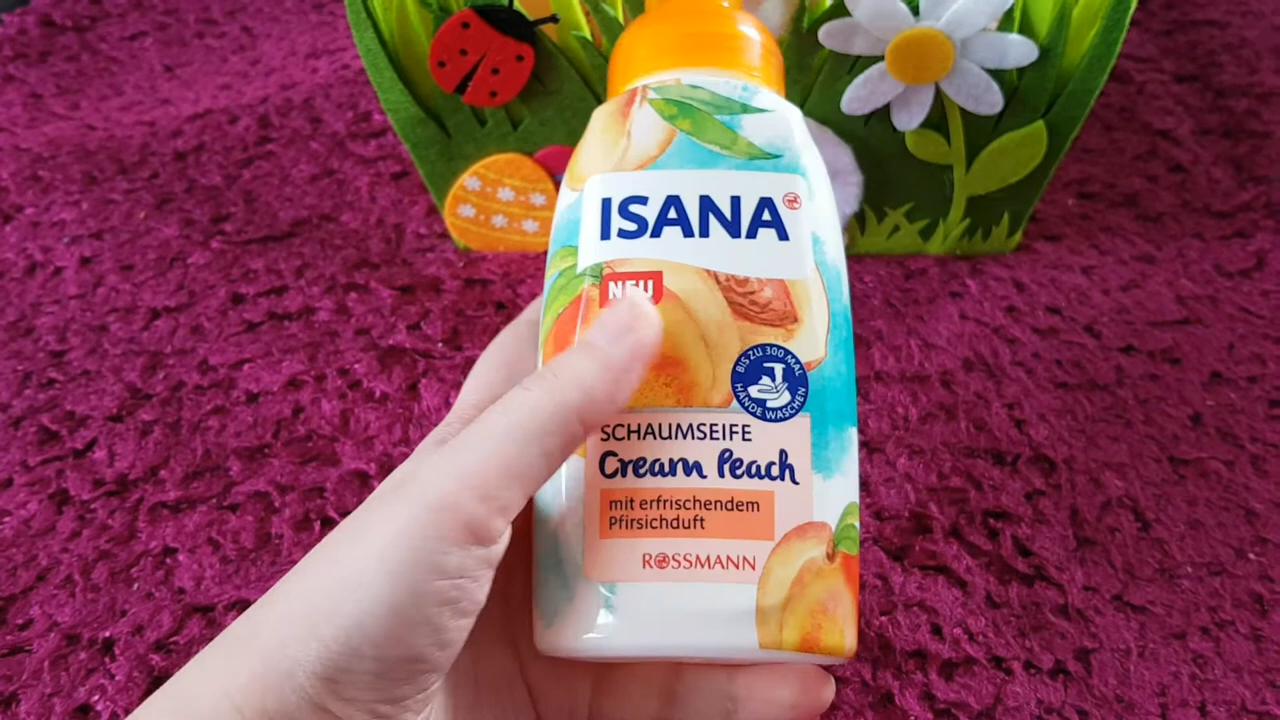 ISANA
NEU
BIS ZU 300 MAL
HÄNDE WASCHEN
SCHAUMSEIFE
Cream Peach
mit erfrischendem
Pfirsichduft
ROSSMANN